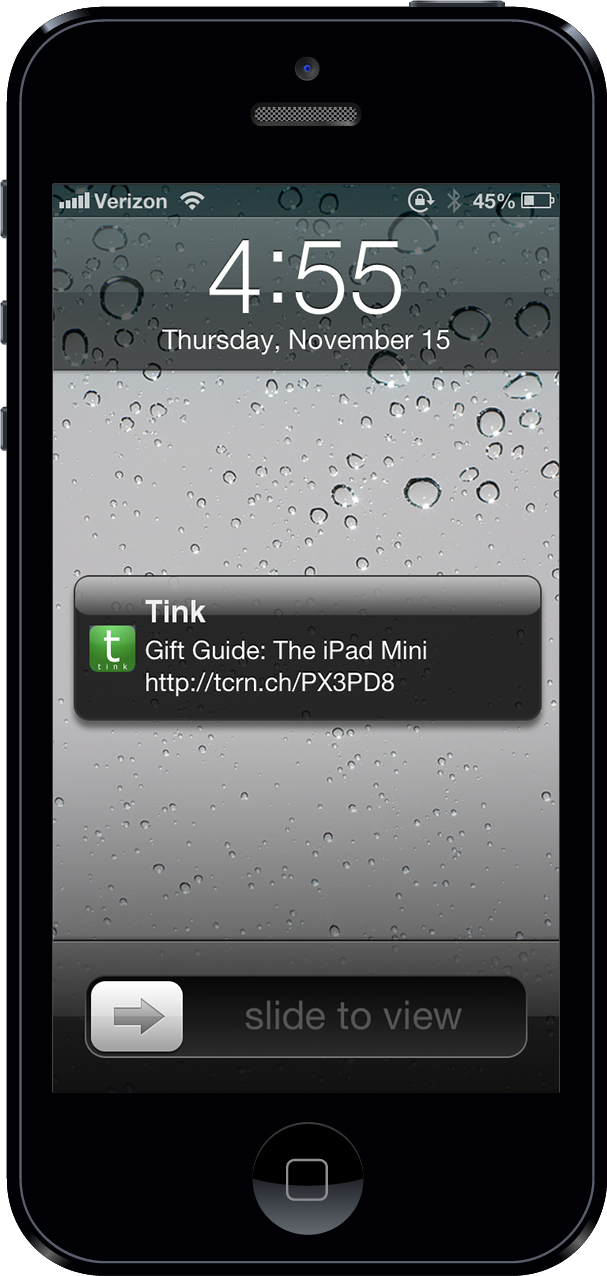 Verizon 45%
4:55
Thursday, November 15
Tink
t
tink
Gift Guide: The iPad Mini
http://tcrn.ch/PX3PD8
slide to view